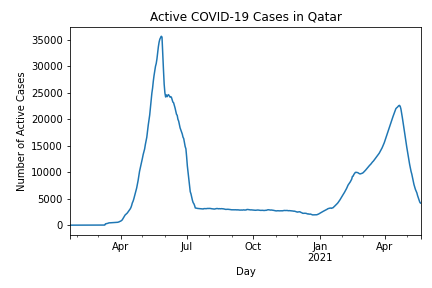 Active COVID-19 Cases in Qatar
35000
30000
25000
20000
15000
10000
5000
0
Number of Active Cases
Apr Jul Oct Jan Apr
2021
Day